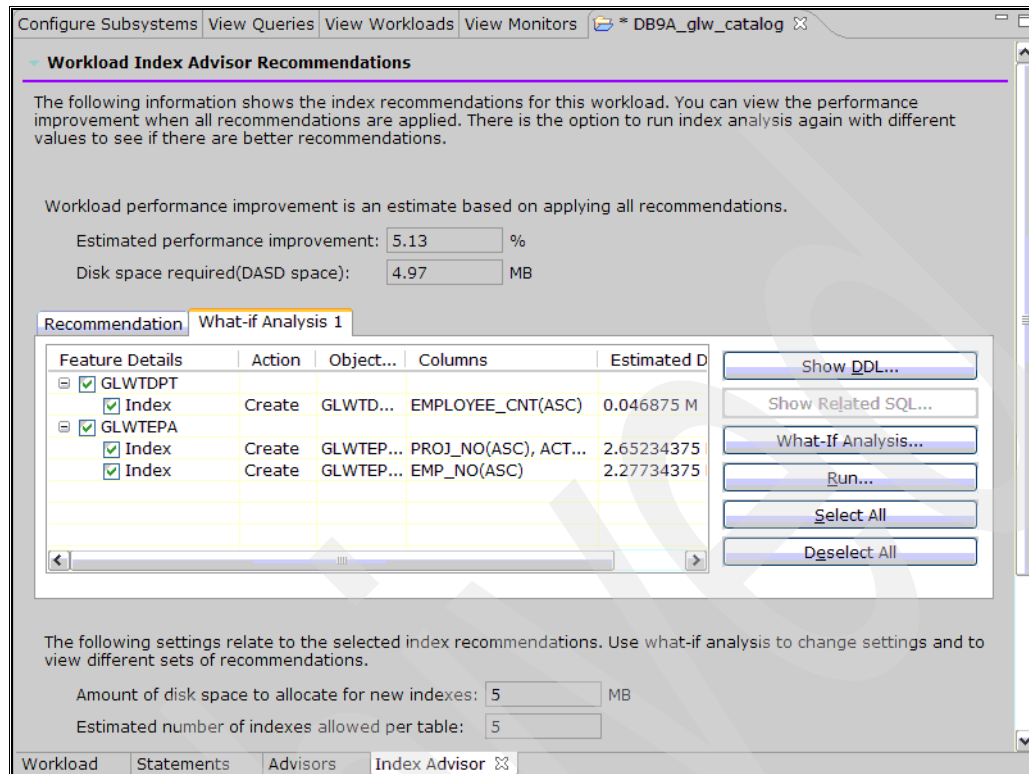 Configure Subsystems View Queries View Workloads View Monitors * DB9A_glw_catalog
Workload Index Advisor Recommendations
The following information shows the index recommendations for this workload. You can view the performance
improvement when all recommendations are applied. There is the option to run index analysis again with different
values to see if there are better recommendations.
Workload performance improvement is an estimate based on applying all recommendations.
Estimated performance improvement: 5.13 %
Disk space required(DASD space): 4.97 MB
Recommendation What-if Analysis 1
Feature Details Action Object... Columns Estimated D
GLWTDPT
Index Create GLWTD... EMPLOYEE_CNT(ASC) 0.046875 M
GLWTEPA
Index Create GLWTEP... PROJ_NO(ASC), ACT... 2.65234375
Index Create GLWTEP... EMP_NO(ASC) 2.27734375
Show DDL...
Show Related SQL...
What-If Analysis...
Run...
Select All
Deselect All
The following settings relate to the selected index recommendations. Use what-if analysis to change settings and to
view different sets of recommendations.
Amount of disk space to allocate for new indexes: 5 MB
Estimated number of indexes allowed per table: 5
Workload Statements Advisors Index Advisor